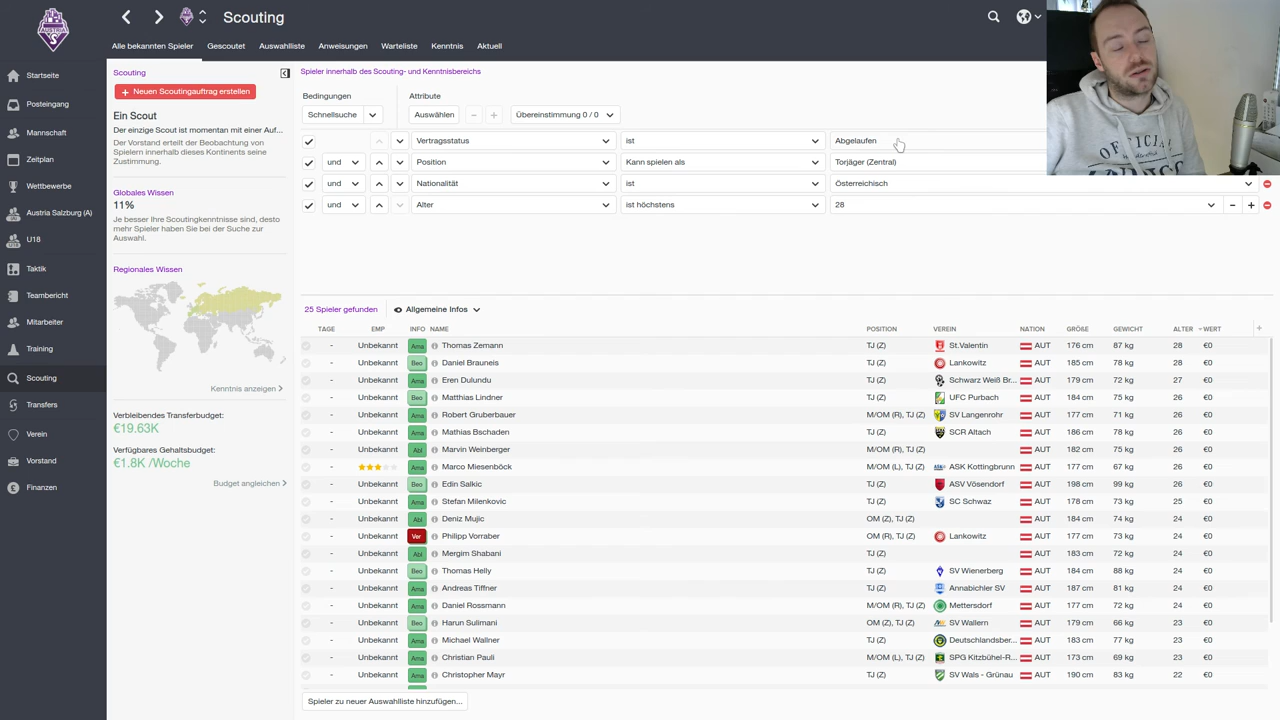 AUSTRIA
S
Scouting
Alle bekannten Spieler
Gescoutet
Auswahlliste
Anweisungen
Warteliste
Kenntnis
Aktuell
Startseite
Posteingang
Mannschaft
Zeitplan
Wettbewerbe
Austria Salzburg (A)
U18
Taktik
Teambericht
Mitarbeiter
Training
Scouting
Transfers
Verein
Vorstand
Finanzen
Scouting
Neuen Scoutingauftrag erstellen
Ein Scout
Der einzige Scout ist momentan mit einer Auf...
Der Vorstand erteilt der Beobachtung von
Spielern innerhalb dieses Kontinents seine
Zustimmung.
Globales Wissen
11%
Je besser Ihre Scoutingkenntnisse sind, desto
mehr Spieler haben Sie bei der Suche zur
Auswahl.
Regionales Wissen
Kenntnis anzeigen
Verbleibendes Transferbudget:
€19.63K
Verfügbares Gehaltsbudget:
€1.8K /Woche
Budget angleichen
Spieler innerhalb des Scouting- und Kenntnisbereichs
Bedingungen
Attribute
Schnellsuche
Auswählen
Übereinstimmung 0 / 0
Vertragsstatus ist Abgelaufen
und Position Kann spielen als Torjäger (Zentral)
und Nationalität ist Österreichisch
und Alter ist höchstens 28
25 Spieler gefunden
Allgemeine Infos
TAGE EMP INFO NAME POSITION VEREIN NATION GRÖßE GEWICHT ALTER WERT
- Unbekannt Ama Thomas Zemann TJ (Z) St.Valentin AUT 176 cm 87 kg 28 €0
- Unbekannt Beo Daniel Brauneis TJ (Z) Lankowitz AUT 185 cm 78 kg 28 €0
- Unbekannt Ama Eren Dulundu TJ (Z) Schwarz Weiß Br... AUT 179 cm 72 kg 27 €0
- Unbekannt Beo Matthias Lindner TJ (Z) UFC Purbach AUT 184 cm 75 kg 26 €0
- Unbekannt Ama Robert Gruberbauer M/OM (R), TJ (Z) SV Langenrohr AUT 177 cm 71 kg 26 €0
- Unbekannt Ama Mathias Bschaden TJ (Z) SCR Altach AUT 186 cm 78 kg 26 €0
- Unbekannt Abl Marvin Weinberger M/OM (R), TJ (Z) AUT 182 cm 75 kg 26 €0
- Ama Marco Miesenböck M/OM (L), TJ (Z) ASK Kottingbrunn AUT 177 cm 67 kg 26 €0
- Unbekannt Beo Edin Salkic TJ (Z) ASV Vösendorf AUT 198 cm 99 kg 26 €0
- Unbekannt Ama Stefan Milenkovic TJ (Z) SC Schwaz AUT 178 cm 73 kg 25 €0
- Unbekannt Abl Deniz Mujic OM (Z), TJ (Z) AUT 184 cm 74 kg 24 €0
- Unbekannt Ver Philipp Vorraber OM (R), TJ (Z) Lankowitz AUT 177 cm 73 kg 24 €0
- Unbekannt Abl Mergim Shabani TJ (Z) AUT 183 cm 72 kg 24 €0
- Unbekannt Beo Thomas Helly TJ (Z) SV Wienerberg AUT 184 cm 88 kg 24 €0
- Unbekannt Ama Andreas Tiffner TJ (Z) Annabichler SV AUT 187 cm 81 kg 24 €0
- Unbekannt Ama Daniel Rossmann M/OM (R), TJ (Z) Mettersdorf AUT 177 cm 72 kg 24 €0
- Unbekannt Beo Harun Sulimani OM (Z), TJ (Z) SV Wallern AUT 179 cm 66 kg 24 €0
- Unbekannt Ama Michael Wallner TJ (Z) Deutschlandsber... AUT 183 cm 77 kg 23 €0
- Unbekannt Ama Christian Pauli M/OM (L), TJ (Z) SPG Kitzbühel-R... AUT 173 cm 69 kg 23 €0
- Unbekannt Ama Christopher Mayr TJ (Z) SV Wals - Grünau AUT 190 cm 83 kg 22 €0
Spieler zu neuer Auswahlliste hinzufügen...
OFFICIAL